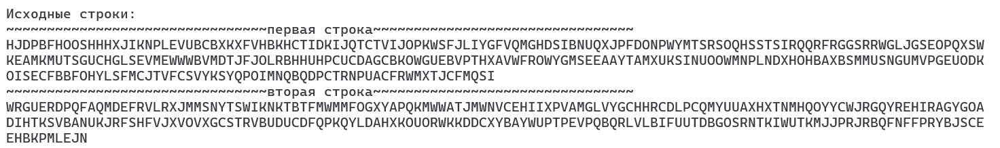 Исходные строки:
~~~~~~~~~~~~~~~~~~~~~~~~~~~~~~~~первая строка~~~~~~~~~~~~~~~~~~~~~~~~~~~~~~~~
HJDPBFHOOSHHHXJIKNPLEVUBCBXKXFVHBKHCTIDKIJQTCTVIJOPKWSFJLIYGFVQMGHDSIBNUQXJPFDONPWYMTSRSOQHSSTSIRQQRFRGGSRRWGLJGSEOPQXSW
KEAMKMUTSGUCHGLSEVMEWWWBVMDTJFJOLRBHHUHPCUCDAGCBKOWGUEBVPTHXAVWFROWYGMSEEAAYTAMXUKSINUOOWMNPLNDXHOHBAXBSMMUSNGUMVPGEUODK
OISECFBBFOHYLSFMCJTVFCSVYKSYQPOIMNQBQDPCTRNPUACFRWMXTJCFMQSI
~~~~~~~~~~~~~~~~~~~~~~~~~~~~~~~~вторая строка~~~~~~~~~~~~~~~~~~~~~~~~~~~~~~~~
WRGUERDPQFAQMDEFRVLRXJMMSNYTSWIKNKTBTFMWMMFOGXYAPQKMWWATJMWNVCEHIIXPVAMGLVYGCHHRCDLPCQMYUUAXHXTNMHQOYYCWJRGQYREHIRAGYGOA
DIHTKSVBANUKJRFSHFVJXVOVXGCSTRVBUDUCDFQPKQYLDAHXKOUORWKKDDCXYBAYWUPTPEVPQBQRLVLBIFUUTDBGOSRNTKIWUTKMJJPRJRBQFNFFPRYBJSCE
EHBKPMLEJN